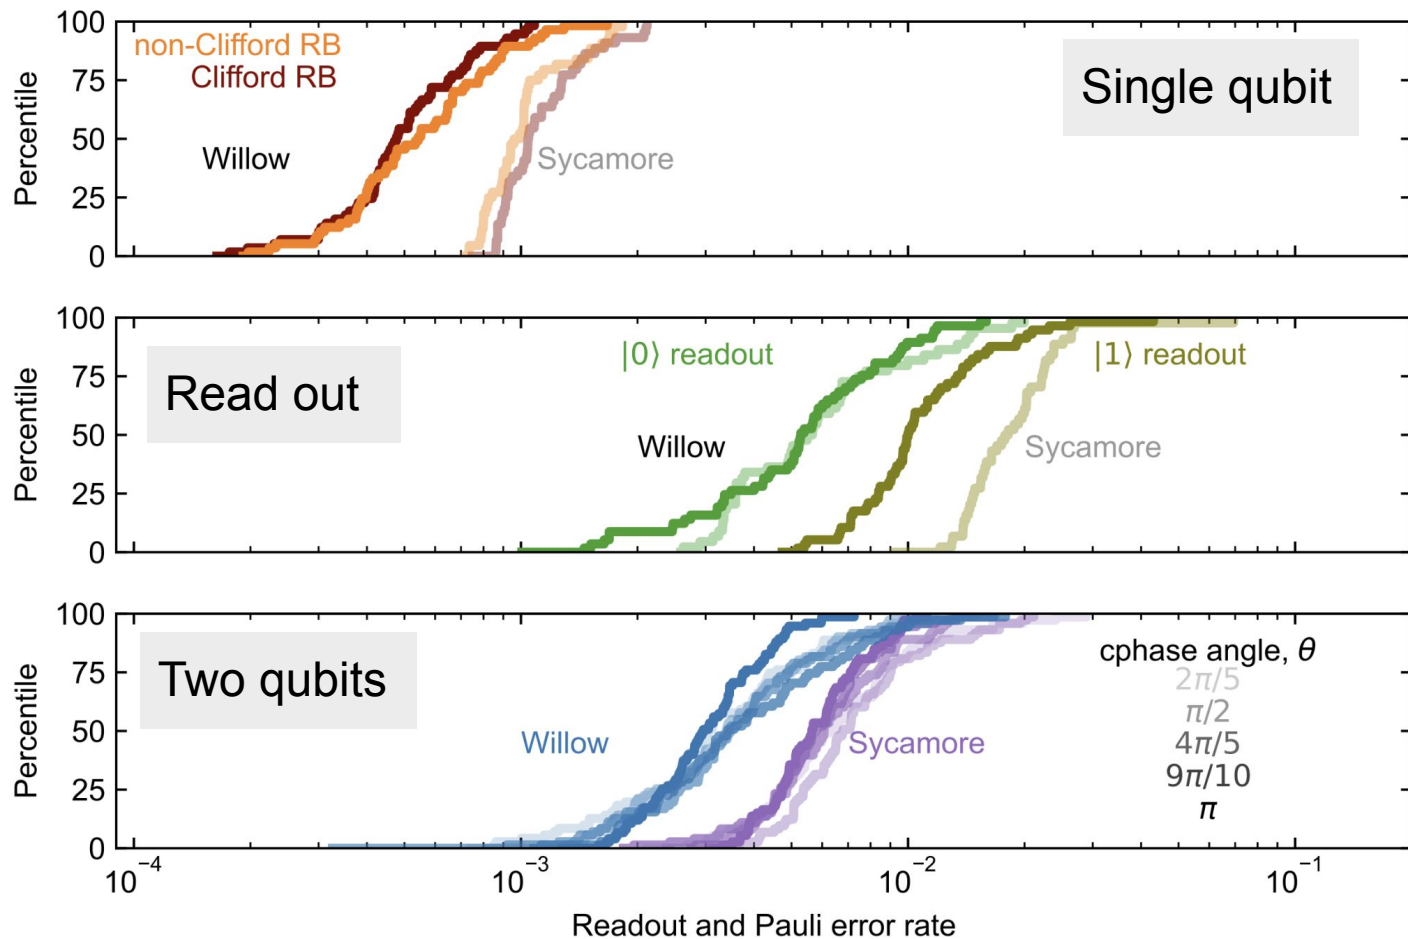 100
75
50
25
0
Percentile
non-Clifford RB
Clifford RB
Willow
Sycamore
Single qubit
100
75
50
25
0
Percentile
Read out
|0⟩ readout
|1⟩ readout
Willow
Sycamore
100
75
50
25
0
Percentile
Two qubits
Willow
Sycamore
cphase angle, θ
2π/5
π/2
4π/5
9π/10
π
10⁻⁴ 10⁻³ 10⁻² 10⁻¹
Readout and Pauli error rate